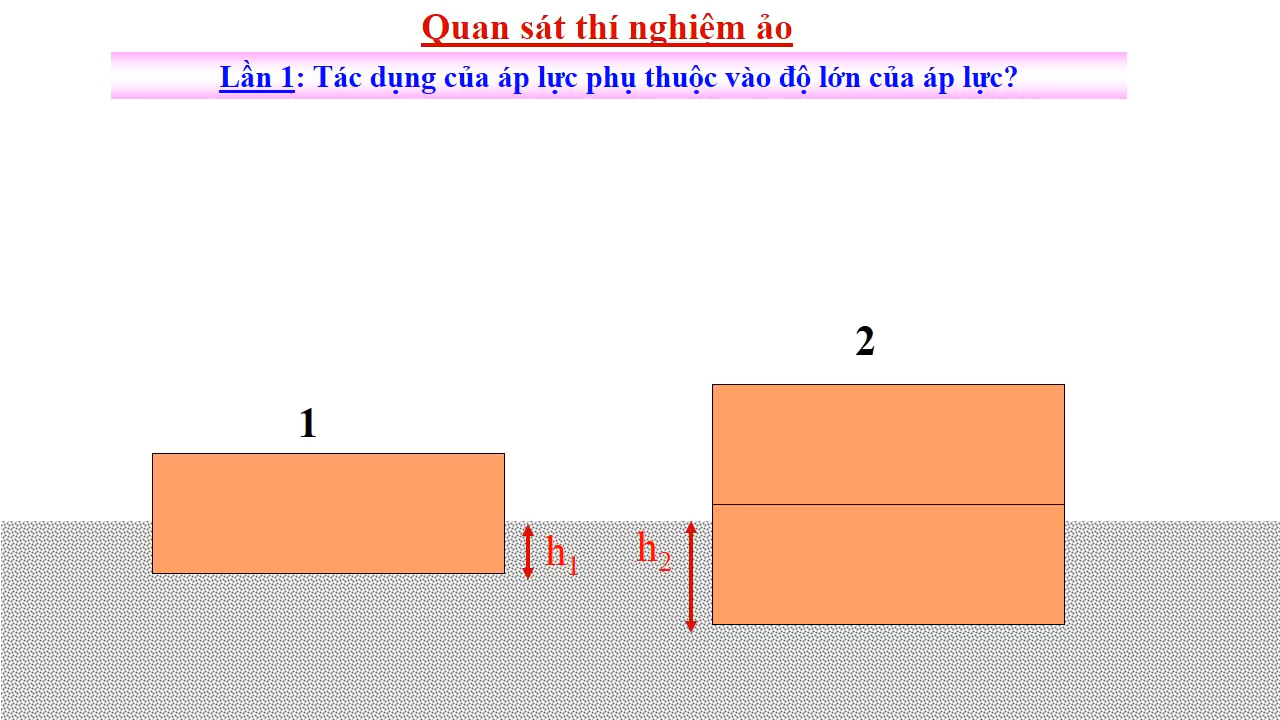 Quan sát thí nghiệm ảo
Lần 1: Tác dụng của áp lực phụ thuộc vào độ lớn của áp lực?
2
1
h₁
h₂